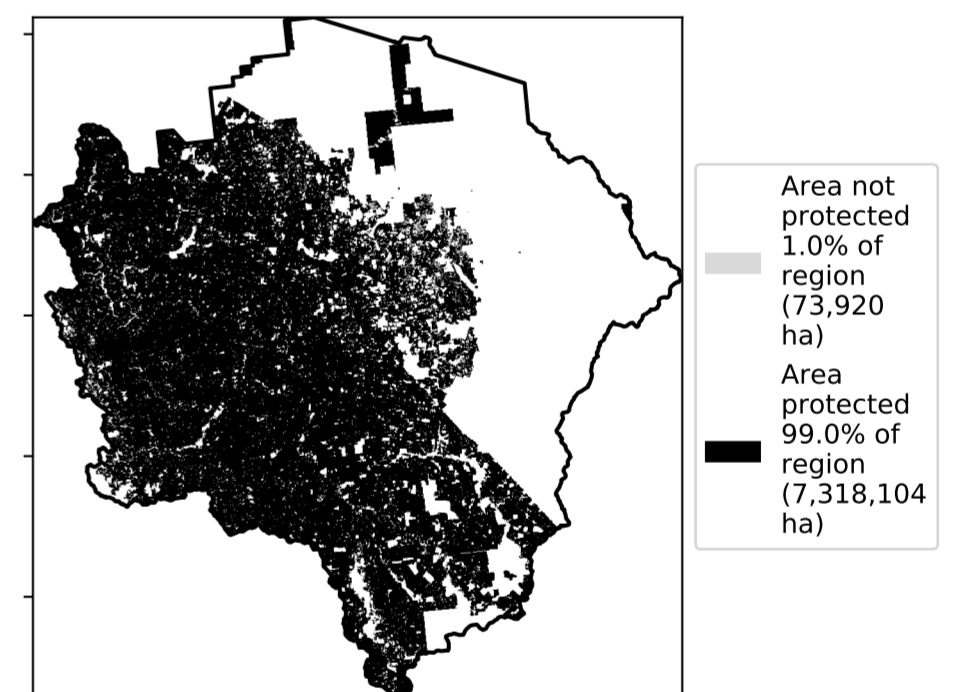 Area not
protected
1.0% of
region
(73,920
ha)
Area
protected
99.0% of
region
(7,318,104
ha)